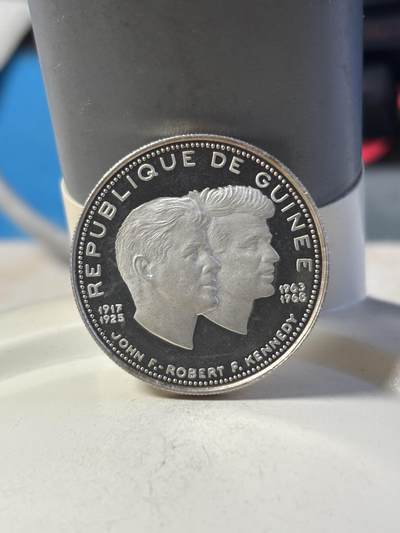 REPUBLIQUE DE GUINEE
1917 1963
1925 1968
JOHN F.-ROBERT F. KENNEDY